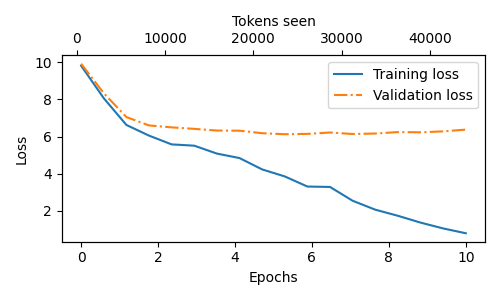 Tokens seen
0 10000 20000 30000 40000
Training loss
Validation loss
10
8
6
4
2
Loss
0 2 4 6 8 10
Epochs